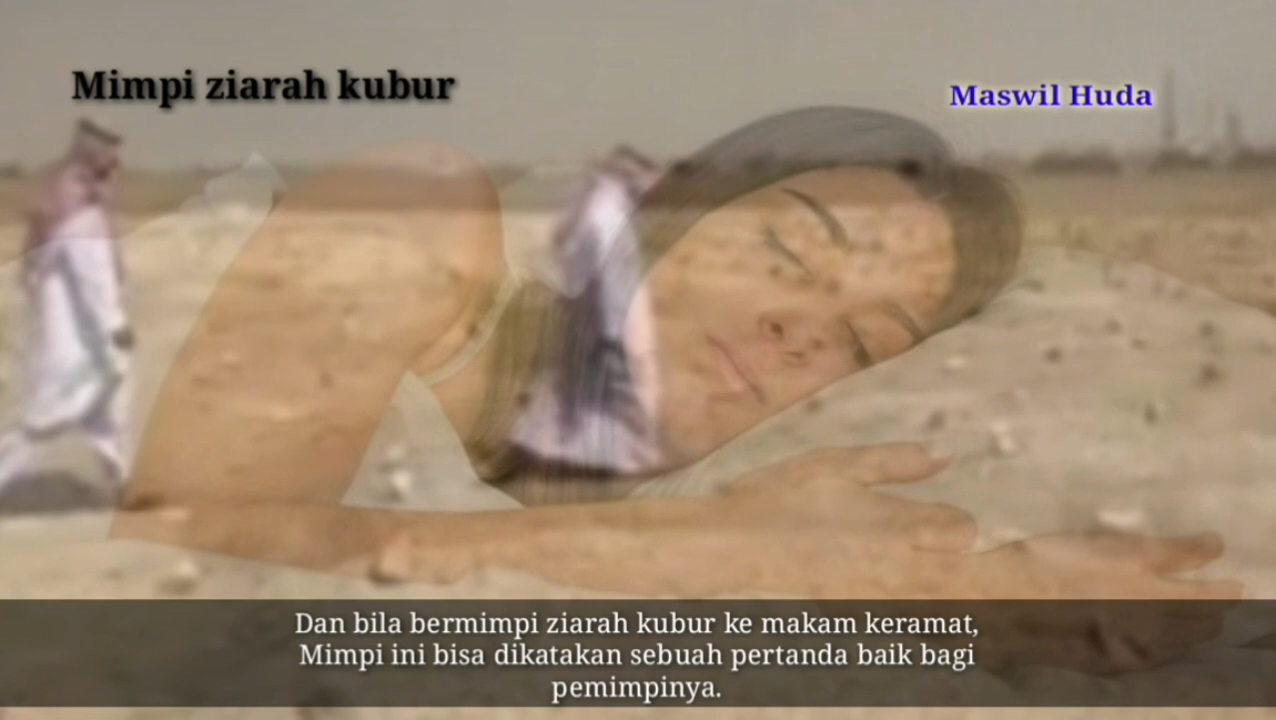 Mimpi ziarah kubur
Maswil Huda
Dan bila bermimpi ziarah kubur ke makam keramat,
Mimpi ini bisa dikatakan sebuah pertanda baik bagi
pemimpinya.